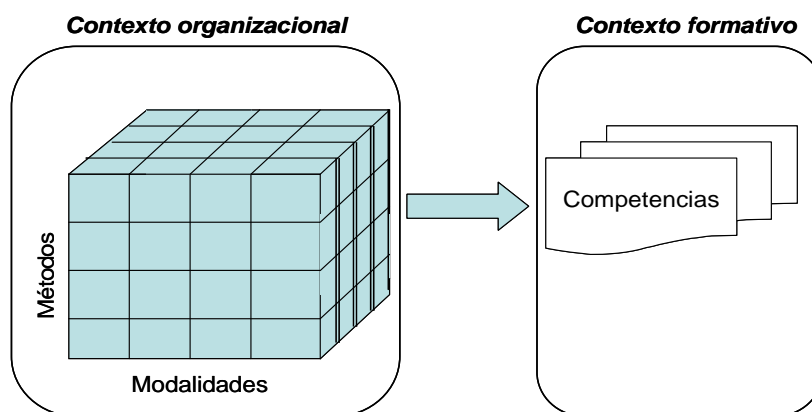 Contexto organizacional
Contexto formativo
Métodos
Modalidades
Competencias